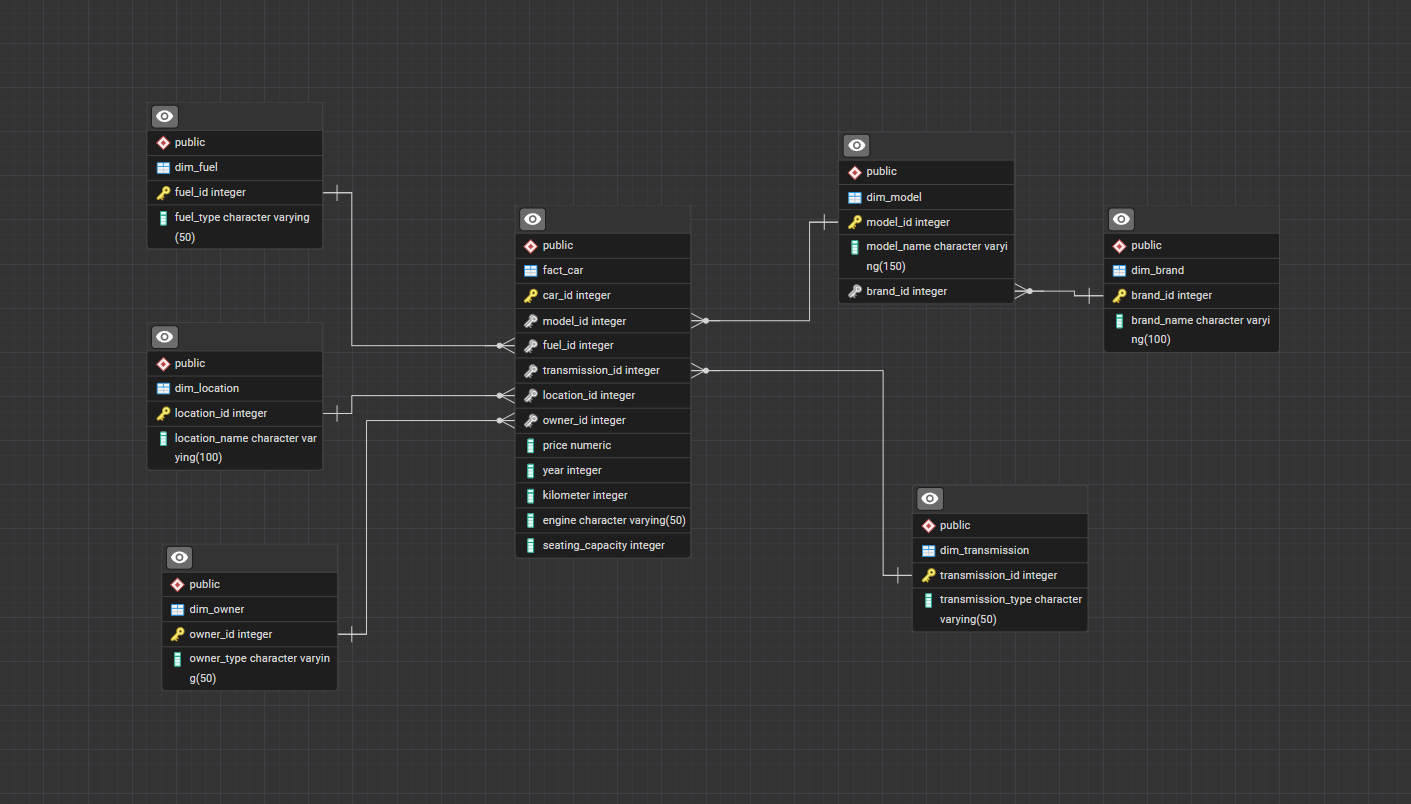 public
dim_fuel
fuel_id integer
fuel_type character varying
(50)
public
dim_location
location_id integer
location_name character var
ying(100)
public
dim_owner
owner_id integer
owner_type character varyin
g(50)
public
fact_car
car_id integer
model_id integer
fuel_id integer
transmission_id integer
location_id integer
owner_id integer
price numeric
year integer
kilometer integer
engine character varying(50)
seating_capacity integer
public
dim_model
model_id integer
model_name character varyi
ng(150)
brand_id integer
public
dim_brand
brand_id integer
brand_name character varyi
ng(100)
public
dim_transmission
transmission_id integer
transmission_type character
varying(50)